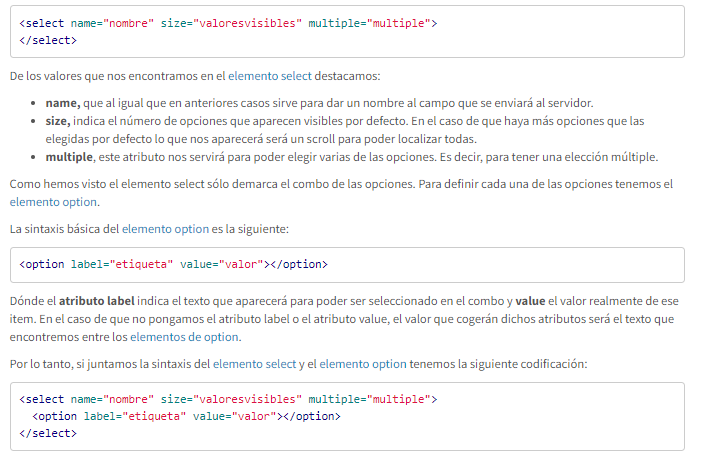 <select name="nombre" size="valoresvisibles" multiple="multiple">
</select>
De los valores que nos encontramos en el elemento select destacamos:
• name, que al igual que en anteriores casos sirve para dar un nombre al campo que se enviará al servidor.
• size, indica el número de opciones que aparecen visibles por defecto. En el caso de que haya más opciones que las
elegidas por defecto lo que nos aparecerá será un scroll para poder localizar todas.
• multiple, este atributo nos servirá para poder elegir varias de las opciones. Es decir, para tener una elección múltiple.
Como hemos visto el elemento select sólo demarca el combo de las opciones. Para definir cada una de las opciones tenemos el
elemento option.
La sintaxis básica del elemento option es la siguiente:
<option label="etiqueta" value="valor"></option>
Dónde el atributo label indica el texto que aparecerá para poder ser seleccionado en el combo y value el valor realmente de ese
item. En el caso de que no pongamos el atributo label o el atributo value, el valor que cogerán dichos atributos será el texto que
encontremos entre los elementos de option.
Por lo tanto, si juntamos la sintaxis del elemento select y el elemento option tenemos la siguiente codificación:
<select name="nombre" size="valoresvisibles" multiple="multiple">
  <option label="etiqueta" value="valor"></option>
</select>